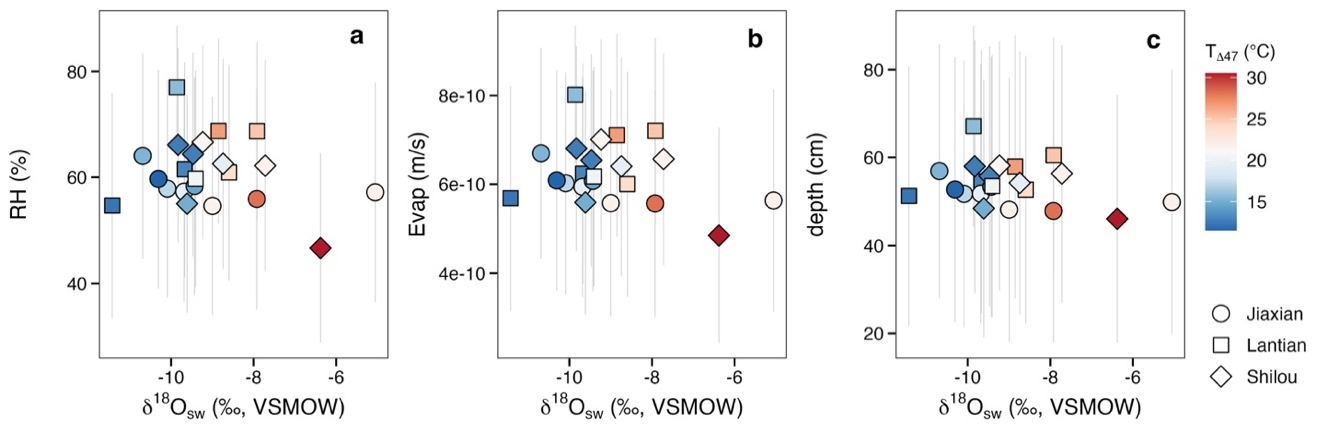 a
80
60
40
RH (%)
-10 -8 -6
δ¹⁸Osw (‰, VSMOW)
b
8e-10
6e-10
4e-10
Evap (m/s)
-10 -8 -6
δ¹⁸Osw (‰, VSMOW)
c
80
60
40
20
depth (cm)
-10 -8 -6
δ¹⁸Osw (‰, VSMOW)
TΔ47 (°C)
30
25
20
15
Jiaxian
Lantian
Shilou